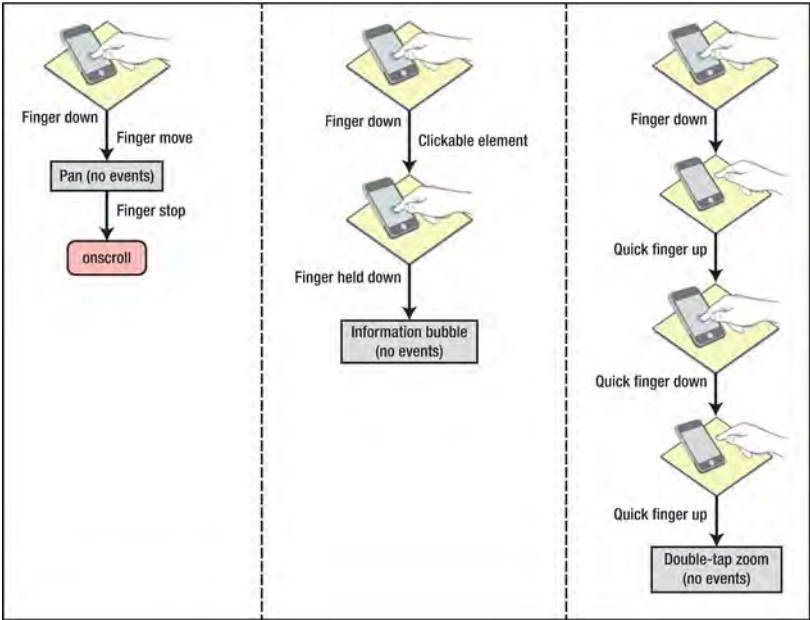 Finger down
Finger move
Pan (no events)
Finger stop
onscroll
Finger down
Clickable element
Finger held down
Information bubble
(no events)
Finger down
Quick finger up
Quick finger down
Quick finger up
Double-tap zoom
(no events)